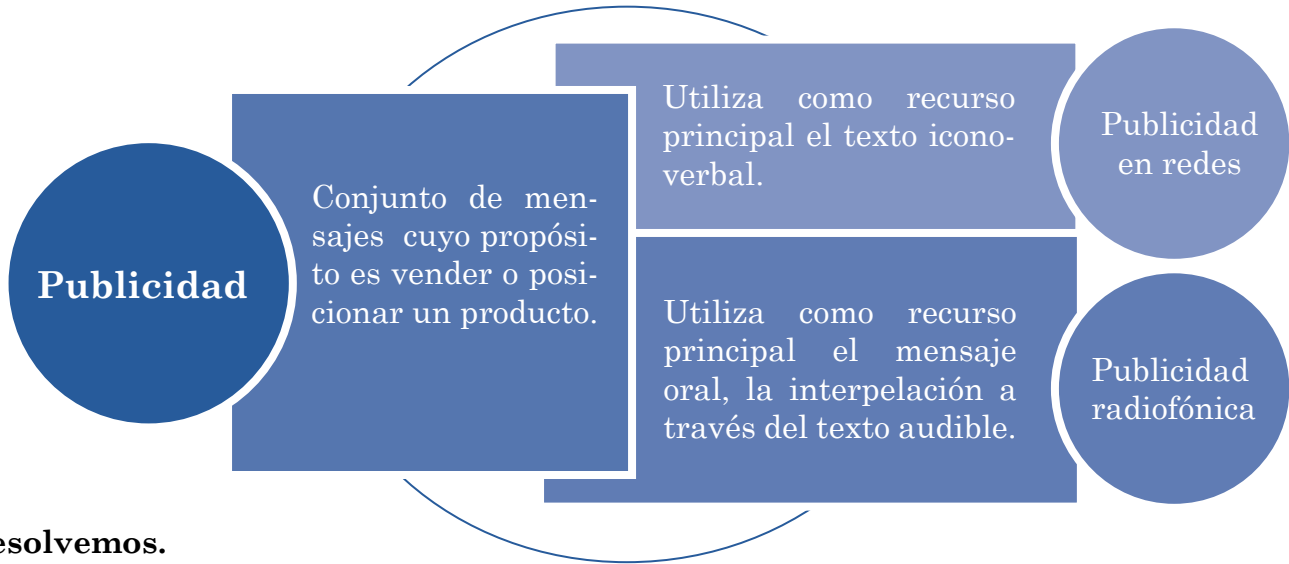 Publicidad
Conjunto de men-
sajes cuyo propósi-
to es vender o posi-
cionar un producto.
Utiliza como recurso
principal el texto icono-
verbal.
Publicidad
en redes
Utiliza como recurso
principal el mensaje
oral, la interpelación a
través del texto audible.
Publicidad
radiofónica
esolvemos.